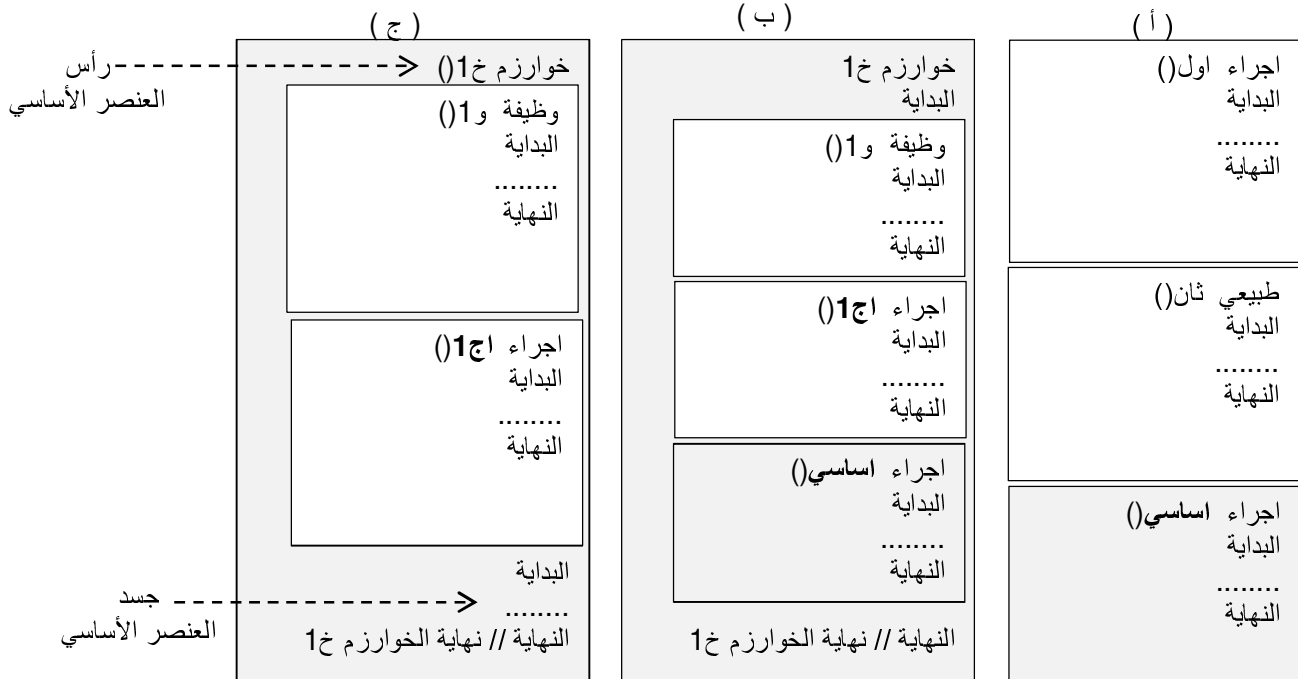 ( أ )
اجراء اول()
البداية
........
النهاية
طبيعي ثان()
البداية
........
النهاية
اجراء اساسي()
البداية
........
النهاية
( ب )
خوارزم خ1
البداية
وظيفة و1()
البداية
........
النهاية
اجراء اج1()
البداية
........
النهاية
اجراء اساسي()
البداية
........
النهاية
النهاية // نهاية الخوارزم خ1
( ج )
خوارزم خ1()
وظيفة و1()
البداية
........
النهاية
اجراء اج1()
البداية
........
النهاية
البداية
........
النهاية // نهاية الخوارزم خ1
رأس
العنصر الأساسي
جسد
العنصر الأساسي